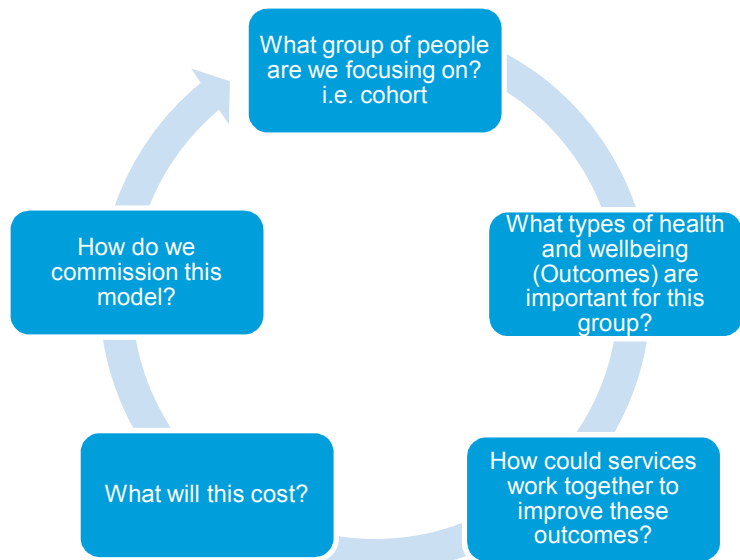 What group of people
are we focusing on?
i.e. cohort
What types of health
and wellbeing
(Outcomes) are
important for this
group?
How could services
work together to
improve these
outcomes?
What will this cost?
How do we
commission this
model?